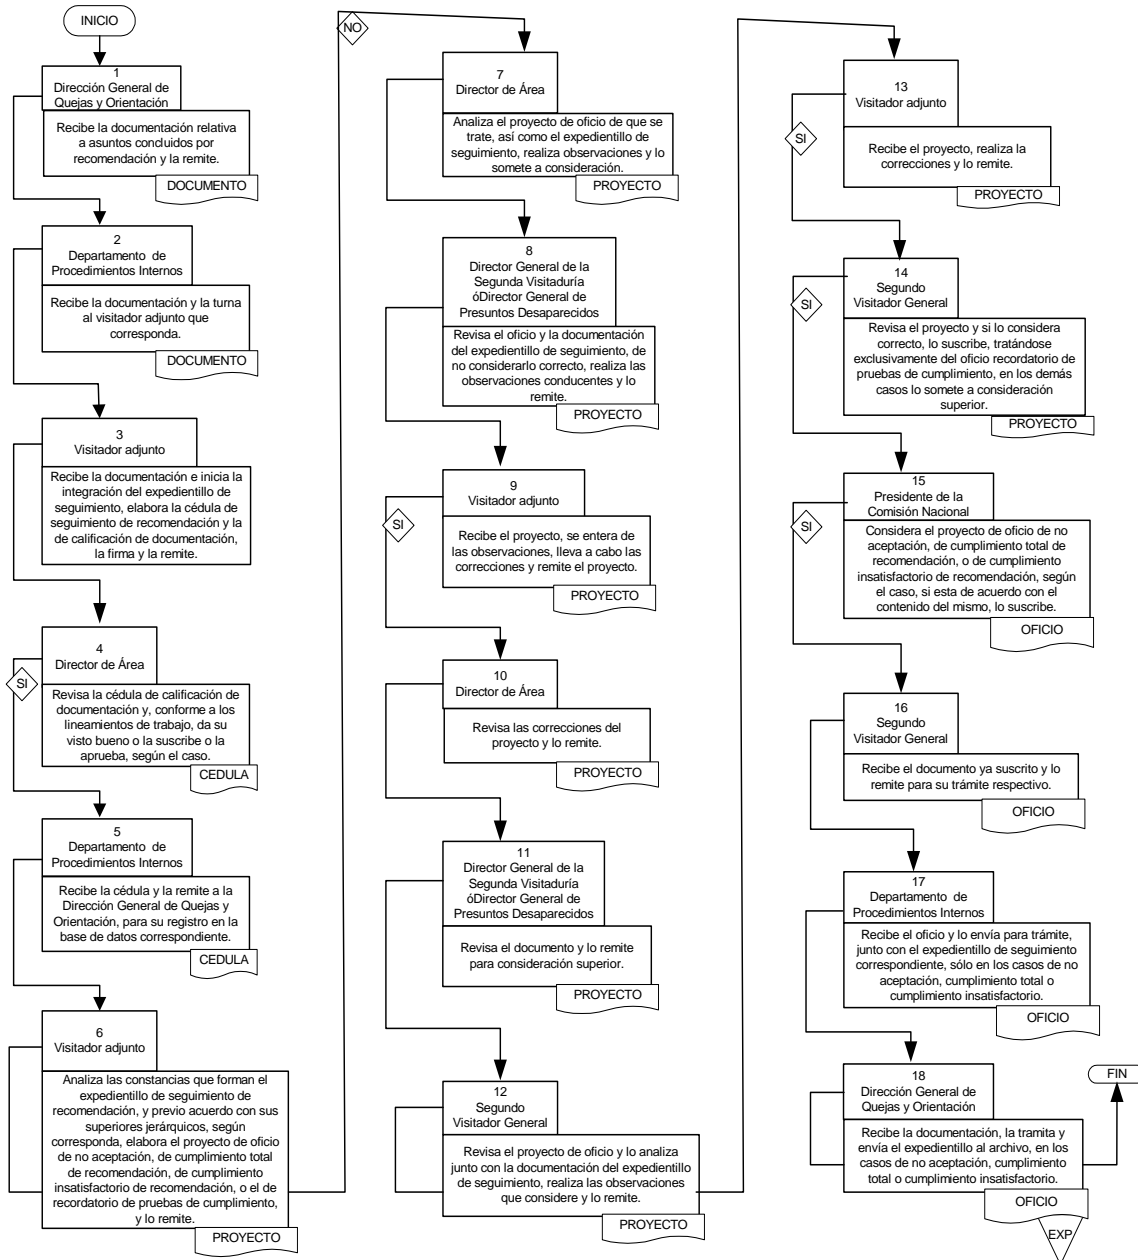 INICIO
1
Dirección General de
Quejas y Orientación
Recibe la documentación relativa
a asuntos concluidos por
recomendación y la remite.
DOCUMENTO
2
Departamento de
Procedimientos Internos
Recibe la documentación y la turna
al visitador adjunto que
corresponda.
DOCUMENTO
3
Visitador adjunto
Recibe la documentación e inicia la
integración del expedientillo de
seguimiento, elabora la cédula de
seguimiento de recomendación y la
de calificación de documentación,
la firma y la remite.
4
Director de Área
SI
Revisa la cédula de calificación de
documentación y, conforme a los
lineamientos de trabajo, da su
visto bueno o la suscribe o la
aprueba, según el caso.
CEDULA
5
Departamento de
Procedimientos Internos
Recibe la cédula y la remite a la
Dirección General de Quejas y
Orientación, para su registro en la
base de datos correspondiente.
CEDULA
6
Visitador adjunto
Analiza las constancias que forman el
expedientillo de seguimiento de
recomendación, y previo acuerdo con sus
superiores jerárquicos, según
corresponda, elabora el proyecto de oficio
de no aceptación, de cumplimiento total
de recomendación, de cumplimiento
insatisfactorio de recomendación, o el de
recordatorio de pruebas de cumplimiento,
y lo remite.
PROYECTO
NO
7
Director de Área
Analiza el proyecto de oficio de que se
trate, así como el expedientillo de
seguimiento, realiza observaciones y lo
somete a consideración.
PROYECTO
8
Director General de la
Segunda Visitaduría
óDirector General de
Presuntos Desaparecidos
Revisa el oficio y la documentación
del expedientillo de seguimiento, de
no considerarlo correcto, realiza las
observaciones conducentes y lo
remite.
PROYECTO
9
Visitador adjunto
SI
Recibe el proyecto, se entera de
las observaciones, lleva a cabo las
correcciones y remite el proyecto.
PROYECTO
10
Director de Área
Revisa las correcciones del
proyecto y lo remite.
PROYECTO
11
Director General de la
Segunda Visitaduría
óDirector General de
Presuntos Desaparecidos
Revisa el documento y lo remite
para consideración superior.
PROYECTO
12
Segundo
Visitador General
Revisa el proyecto de oficio y lo analiza
junto con la documentación del expedientillo
de seguimiento, realiza las observaciones
que considere y lo remite.
PROYECTO
13
Visitador adjunto
SI
Recibe el proyecto, realiza la
correcciones y lo remite.
PROYECTO
14
Segundo
Visitador General
SI
Revisa el proyecto y si lo considera
correcto, lo suscribe, tratándose
exclusivamente del oficio recordatorio de
pruebas de cumplimiento, en los demás
casos lo somete a consideración
superior.
PROYECTO
15
Presidente de la
Comisión Nacional
SI
Considera el proyecto de oficio de no
aceptación, de cumplimiento total de
recomendación, o de cumplimiento
insatisfactorio de recomendación, según
el caso, si esta de acuerdo con el
contenido del mismo, lo suscribe.
OFICIO
16
Segundo
Visitador General
Recibe el documento ya suscrito y lo
remite para su trámite respectivo.
OFICIO
17
Departamento de
Procedimientos Internos
Recibe el oficio y lo envía para trámite,
junto con el expedientillo de seguimiento
correspondiente, sólo en los casos de no
aceptación, cumplimiento total o
cumplimiento insatisfactorio.
OFICIO
18
Dirección General de
Quejas y Orientación
Recibe la documentación, la tramita y
envía el expedientillo al archivo, en los
casos de no aceptación, cumplimiento
total o cumplimiento insatisfactorio.
OFICIO
EXP
FIN